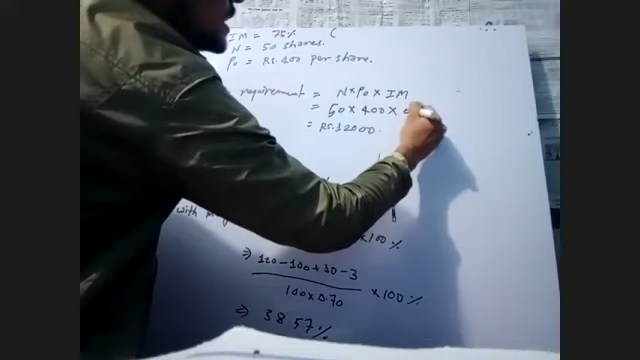 IM = 75% (
N = 50 shares.
P0 = Rs.400 per share.
requirement = N×P0×IM
= 50×400×0
= Rs.12000.
with
×100%
⇒ 120-100+30-3 / 100×0.70 ×100%
⇒ 38.57%